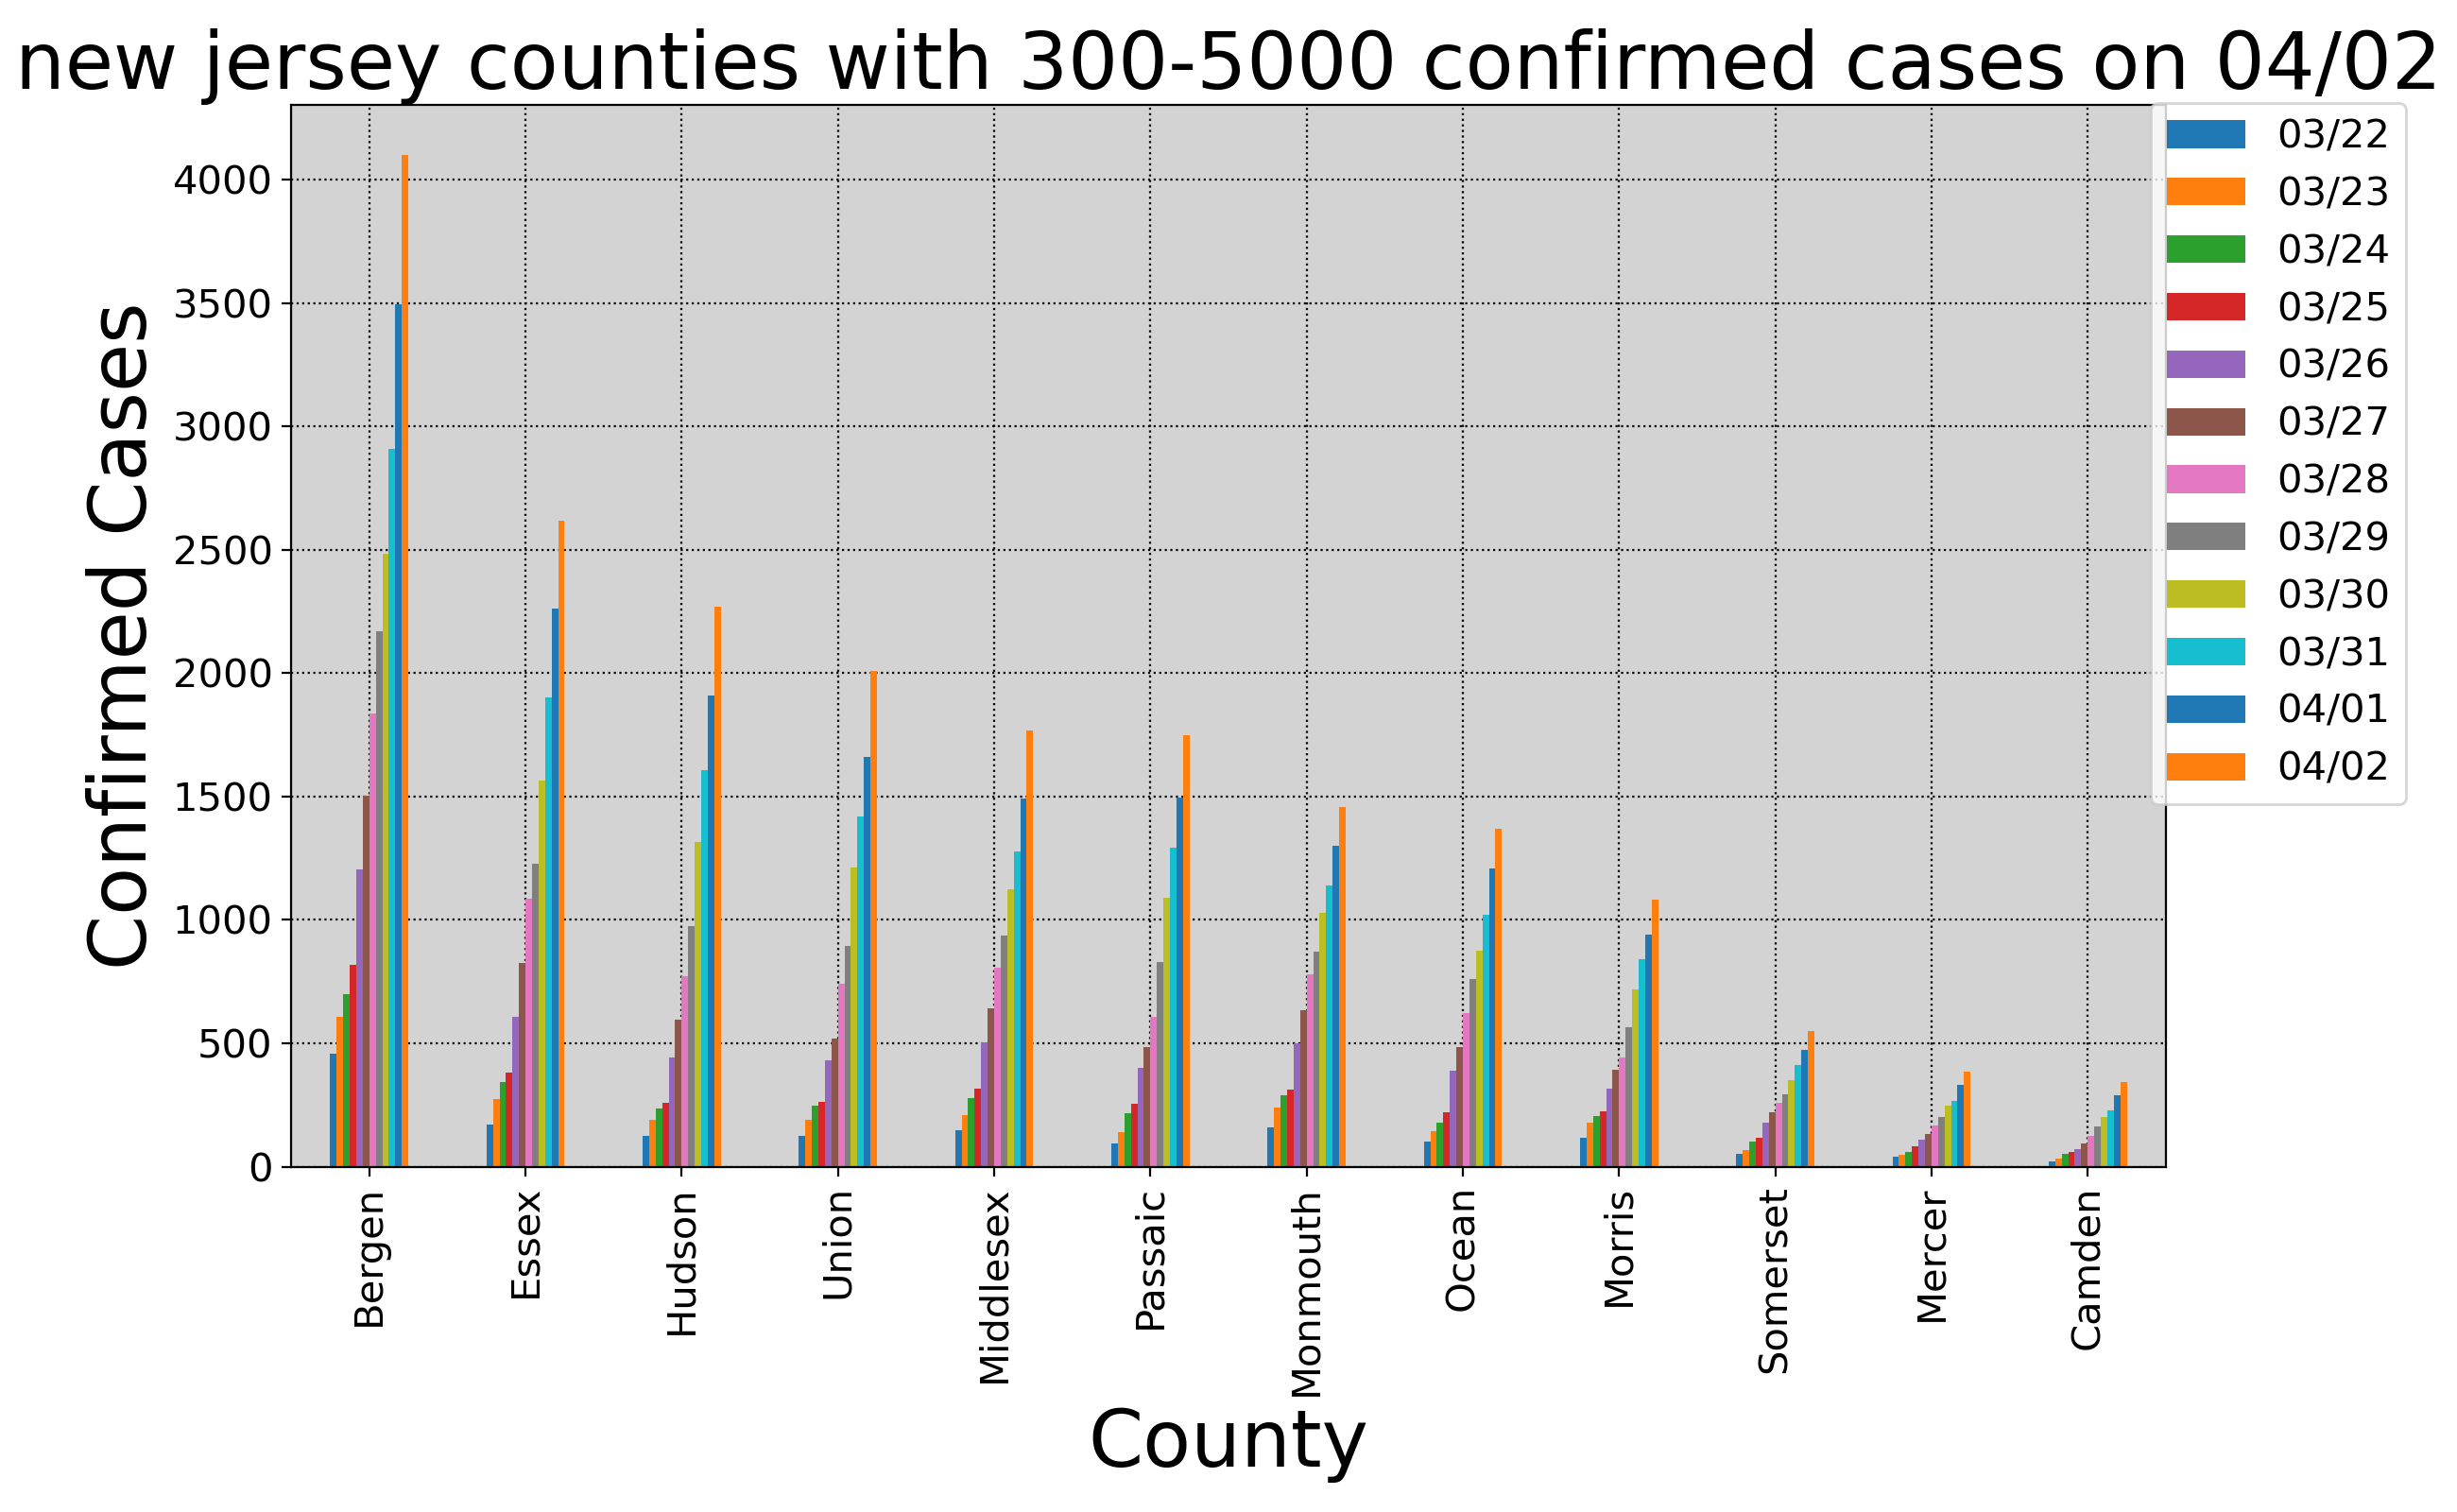 new jersey counties with 300-5000 confirmed cases on 04/02
Confirmed Cases
4000
3500
3000
2500
2000
1500
1000
500
0
03/22
03/23
03/24
03/25
03/26
03/27
03/28
03/29
03/30
03/31
04/01
04/02
Bergen
Essex
Hudson
Union
Middlesex
Passaic
Monmouth
Ocean
Morris
Somerset
Mercer
Camden
County